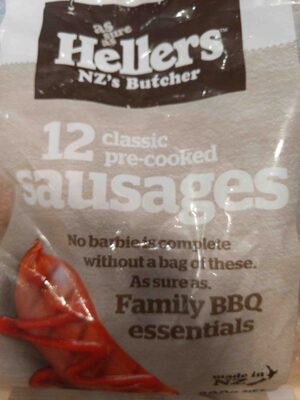 as
sure
as
Hellers
NZ's Butcher
12 classic
pre-cooked
sausages
No barbie is complete
without a bag of these.
As sure as.
Family BBQ
essentials
made in
NZ